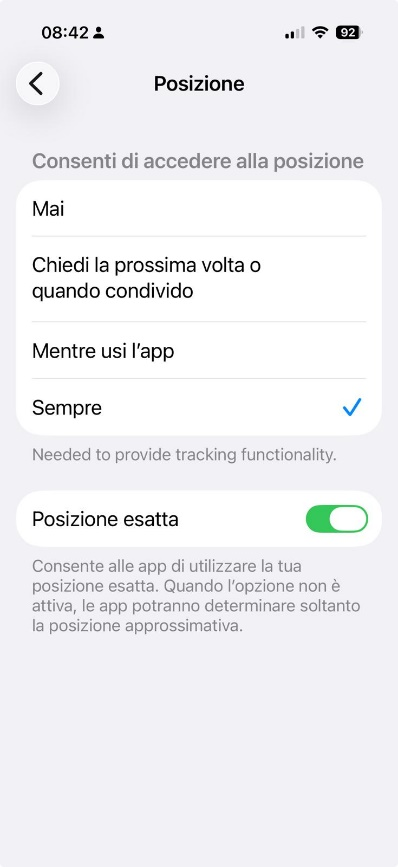 08:42
92
Posizione
Consenti di accedere alla posizione
Mai
Chiedi la prossima volta o
quando condivido
Mentre usi l’app
Sempre
Needed to provide tracking functionality.
Posizione esatta
Consente alle app di utilizzare la tua
posizione esatta. Quando l’opzione non è
attiva, le app potranno determinare soltanto
la posizione approssimativa.